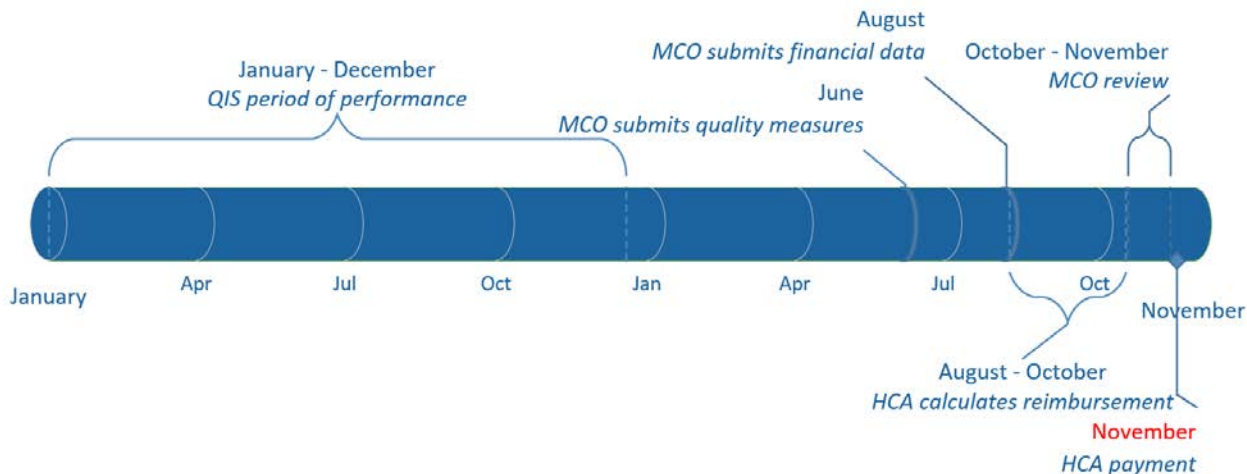 August
MCO submits financial data
October - November
MCO review
January - December
QIS period of performance
June
MCO submits quality measures
January
Apr
Jul
Oct
Jan
Apr
Jul
Oct
November
August - October
HCA calculates reimbursement
November
HCA payment